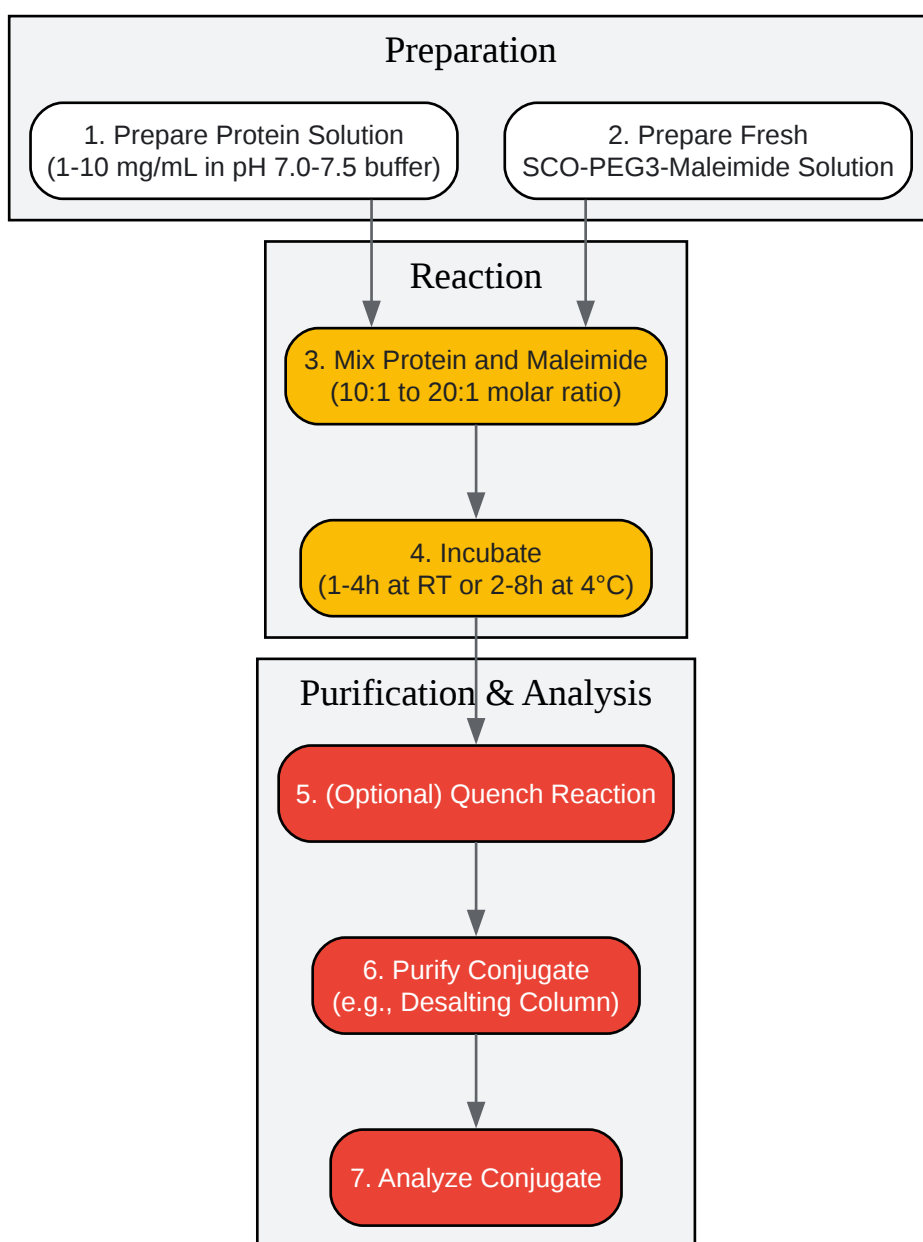 Preparation
1. Prepare Protein Solution
(1-10 mg/mL in pH 7.0-7.5 buffer)
2. Prepare Fresh
SCO-PEG3-Maleimide Solution
Reaction
3. Mix Protein and Maleimide
(10:1 to 20:1 molar ratio)
4. Incubate
(1-4h at RT or 2-8h at 4°C)
Purification & Analysis
5. (Optional) Quench Reaction
6. Purify Conjugate
(e.g., Desalting Column)
7. Analyze Conjugate